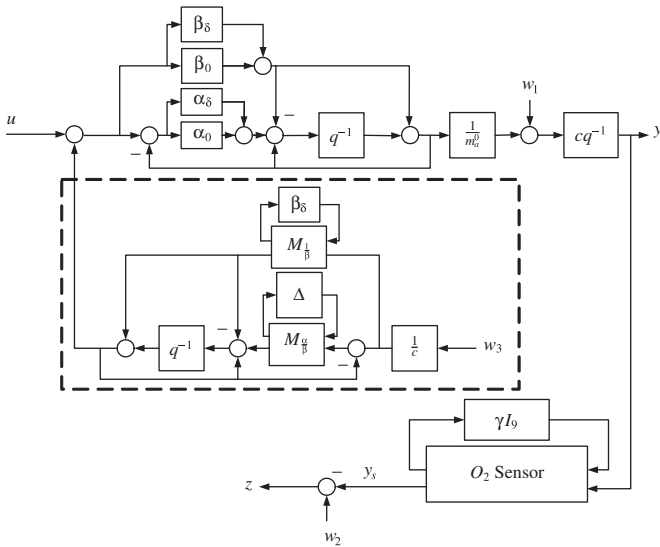 β_δ
β_0
w_1
α_δ
u
−
α_0
q^{−1}
1/m_a^0
cq^{−1}
y
−
β_δ
M_{1/β}
Δ
−
q^{−1}
M_{α/β}
−
1/c
w_3
γI_9
O_2 Sensor
z
−
y_s
w_2